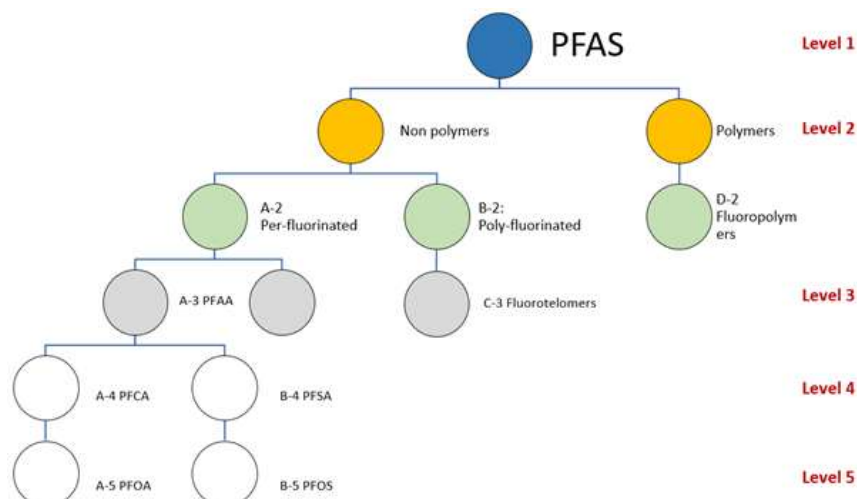 PFAS
Level 1
Non polymers
Polymers
Level 2
A-2
Per-fluorinated
B-2:
Poly-fluorinated
D-2
Fluoropolym
ers
A-3 PFAA
C-3 Fluorotelomers
Level 3
A-4 PFCA
B-4 PFSA
Level 4
A-5 PFOA
B-5 PFOS
Level 5